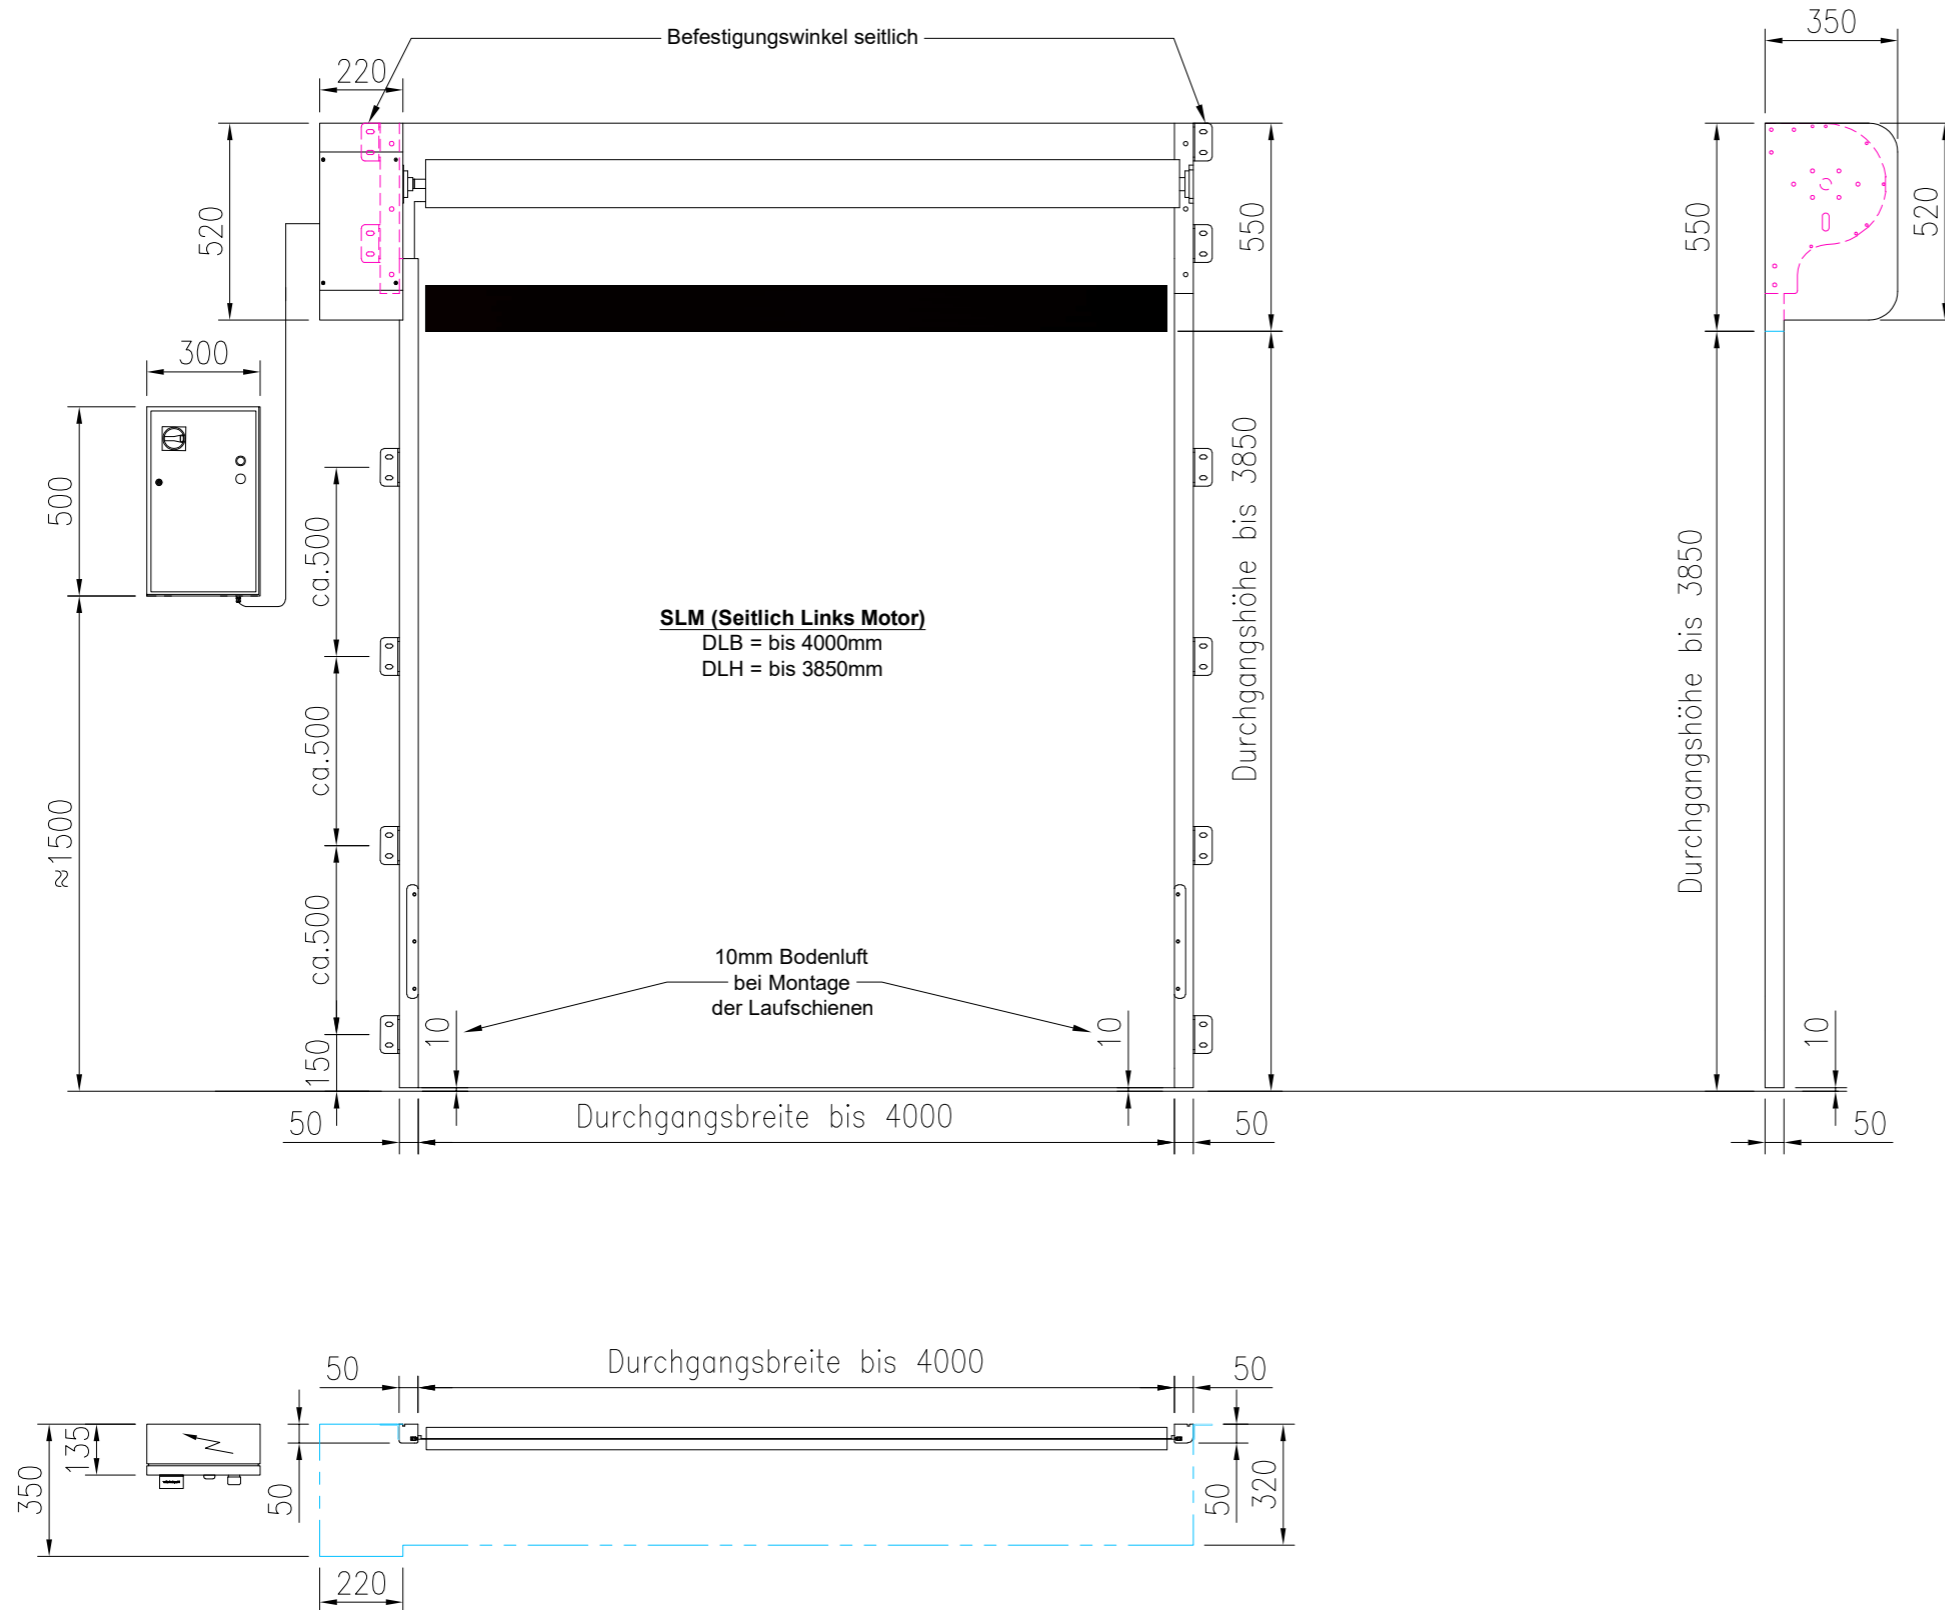 Befestigungswinkel seitlich
220
350
520
550
550
520
300
500
ca.500
Durchgangshöhe bis 3850
Durchgangshöhe bis 3850
SLM (Seitlich Links Motor)
DLB = bis 4000mm
DLH = bis 3850mm
ca.500
≈1500
ca.500
10mm Bodenluft
bei Montage
der Laufschienen
150
10
10
10
50
Durchgangsbreite bis 4000
50
50
50
Durchgangsbreite bis 4000
50
350
135
50
50
320
220